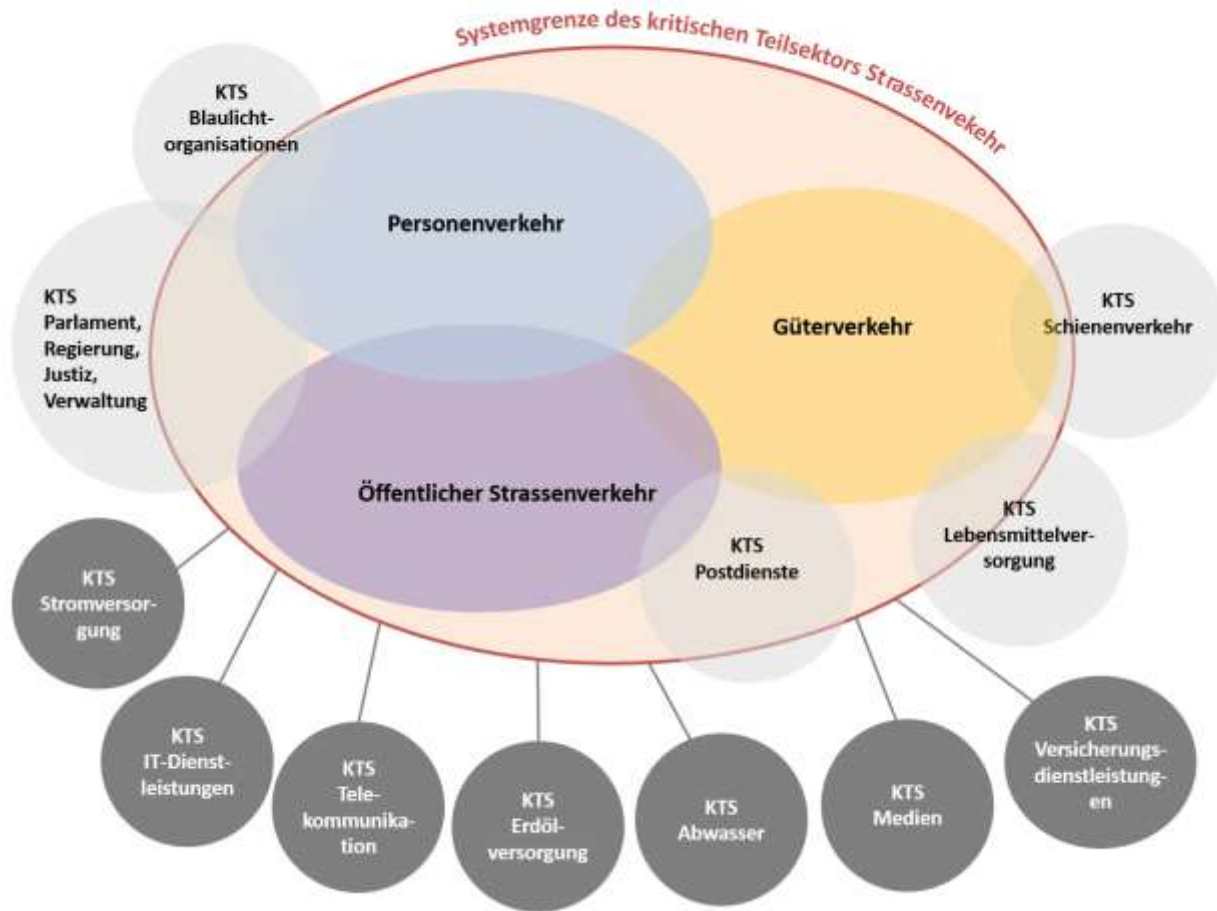 Systemgrenze des kritischen Teilsektors Strassenvekehr
KTS
Blaulicht-
organisationen
Personenverkehr
KTS
Parlament,
Regierung,
Justiz,
Verwaltung
Güterverkehr
KTS
Schienenverkehr
Öffentlicher Strassenverkehr
KTS
Postdienste
KTS
Lebensmittelver-
sorgung
KTS
Stromversor-
gung
KTS
IT-Dienst-
leistungen
KTS
Tele-
kommunika-
tion
KTS
Erdöl-
versorgung
KTS
Abwasser
KTS
Medien
KTS
Versicherungs-
dienstleistung-
en